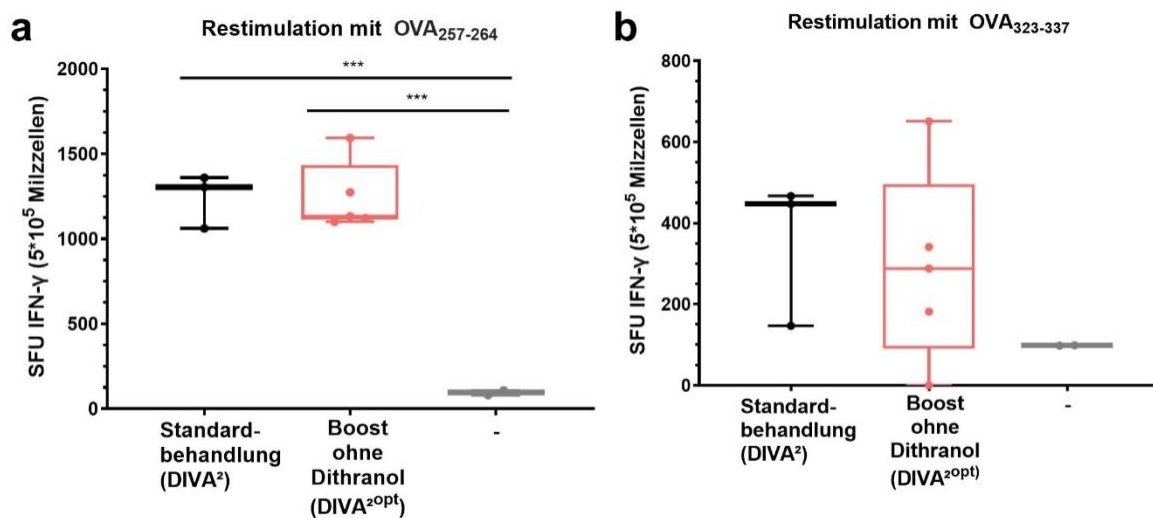 a
Restimulation mit OVA₂₅₇₋₂₆₄
SFU IFN-γ (5*10⁵ Milzzellen)
2000
1500
1000
500
0
***
***
Standard-
behandlung
(DIVA²)
Boost
ohne
Dithranol
(DIVA²ᵒᵖᵗ)
-
b
Restimulation mit OVA₃₂₃₋₃₃₇
SFU IFN-γ (5*10⁵ Milzzellen)
800
600
400
200
0
Standard-
behandlung
(DIVA²)
Boost
ohne
Dithranol
(DIVA²ᵒᵖᵗ⁾
-